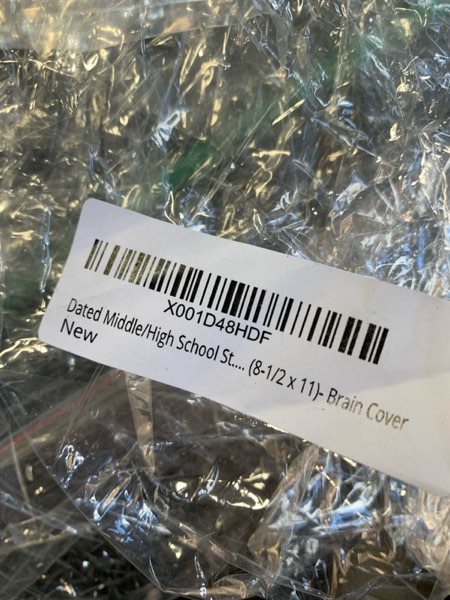 X001D48HDF
Dated Middle/High School St.... (8-1/2 x 11)- Brain Cover
New